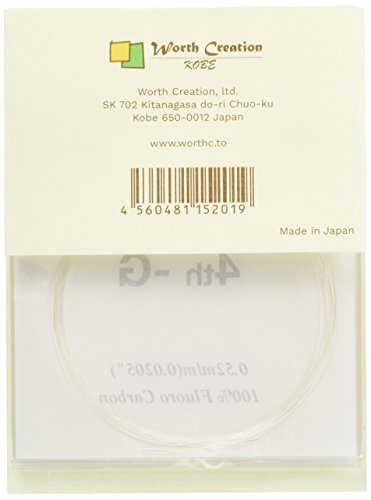 Worth Creation
KOBE
Worth Creation, ltd.
SK 702 Kitanagasa do-ri Chuo-ku
Kobe 650-0012 Japan
www.worthc.to
4 560481 152019
Made in Japan
4th -G
0.52m/m(0.0205")
100% Fluoro Carbon